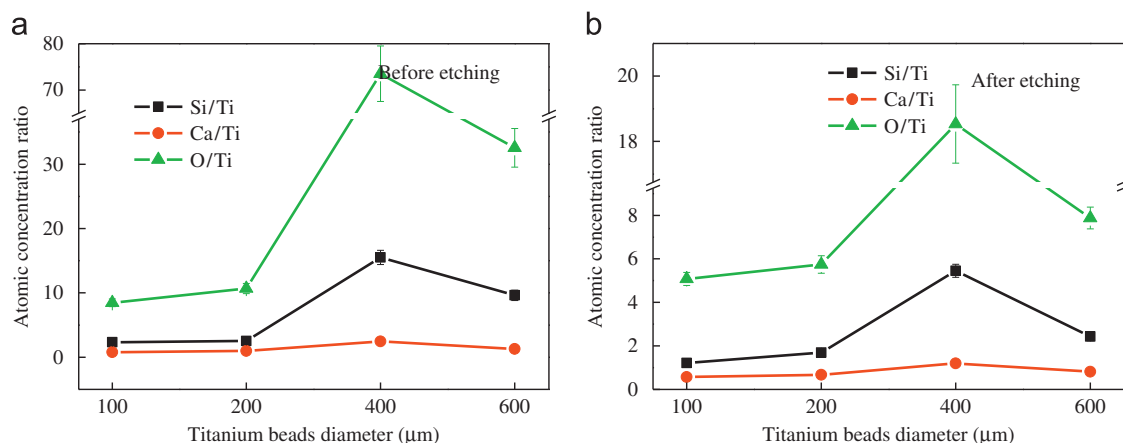 a
Before etching
Si/Ti
Ca/Ti
O/Ti
80
70
30
20
10
0
Atomic concentration ratio
100 200 400 600
Titanium beads diameter (μm)
b
After etching
Si/Ti
Ca/Ti
O/Ti
20
18
8
6
4
2
0
Atomic concentration ratio
100 200 400 600
Titanium beads diameter (μm)